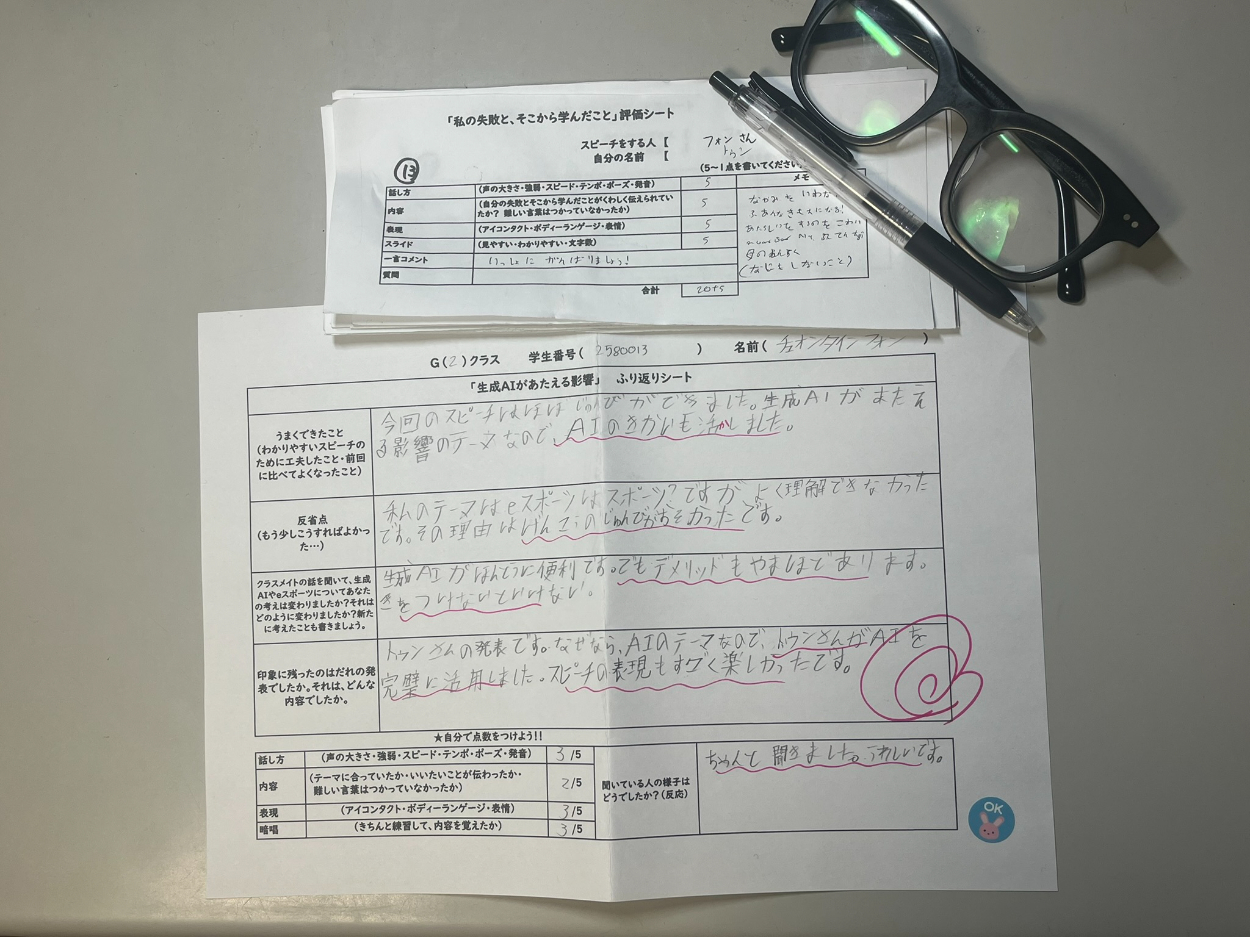 「私の失敗と、そこから学んだこと」評価シート
スピーチをする人【 フォンさん
自分の名前 【 トゥン
(5~1点を書いてください
⑬
メモ
話し方 (声の大きさ・強弱・スピード・テンポ・ポーズ・発音) 5
内容 (自分の失敗とそこから学んだことがくわしく伝えられていたか? 難しい言葉はつかっていなかったか) 5
表現 (アイコンタクト・ボディーランゲージ・表情) 5
スライド (見やすい・わかりやすい・文字数) 5
一言コメント いっしょに がんばりましょう!
質問
合計
G(2)クラス 学生番号( 2580013 ) 名前( フォン )
「生成AIがあたえる影響」 ふり返りシート
うまくできたこと
(わかりやすいスピーチの
ために工夫したこと・前回
に比べてよくなったこと)
今回のスピーチはほぼ じゅんびができました。生成AIがあたえ
る影響のテーマなので、AIのきかいも活かしました。
反省点
(もう少しこうすればよかっ
た…)
私のテーマはeスポーツはスポーツ?ですが よく理解できなかった
です。その理由はげんこうのじゅんびがおそかったです。
クラスメイトの話を聞いて、生成
AIやeスポーツについてあなた
の考えは変わりましたか?それは
どのように変わりましたか?新た
に考えたことも書きましょう。
生成AIがほんとうに便利です。でもデメリッドもやまほどであります。
きをつけないといけない。
印象に残ったのはだれの発
表でしたか。それは、どんな
内容でしたか。
トゥンさんの発表です。なぜなら、AIのテーマなので、トゥンさんがAIを
完璧に活用しました。スピーチの表現もすごく楽しかったです。
★自分で点数をつけよう!!
話し方 (声の大きさ・強弱・スピード・テンポ・ポーズ・発音) 3/5
内容 (テーマに合っていたか・いいたいことが伝わったか・
難しい言葉はつかっていなかったか) 2/5
表現 (アイコンタクト・ボディーランゲージ・表情) 3/5
暗唱 (きちんと練習して、内容を覚えたか) 3/5
聞いている人の様子は
どうでしたか?(反応)
ちゃんと 聞きました。うれしいです。
OK